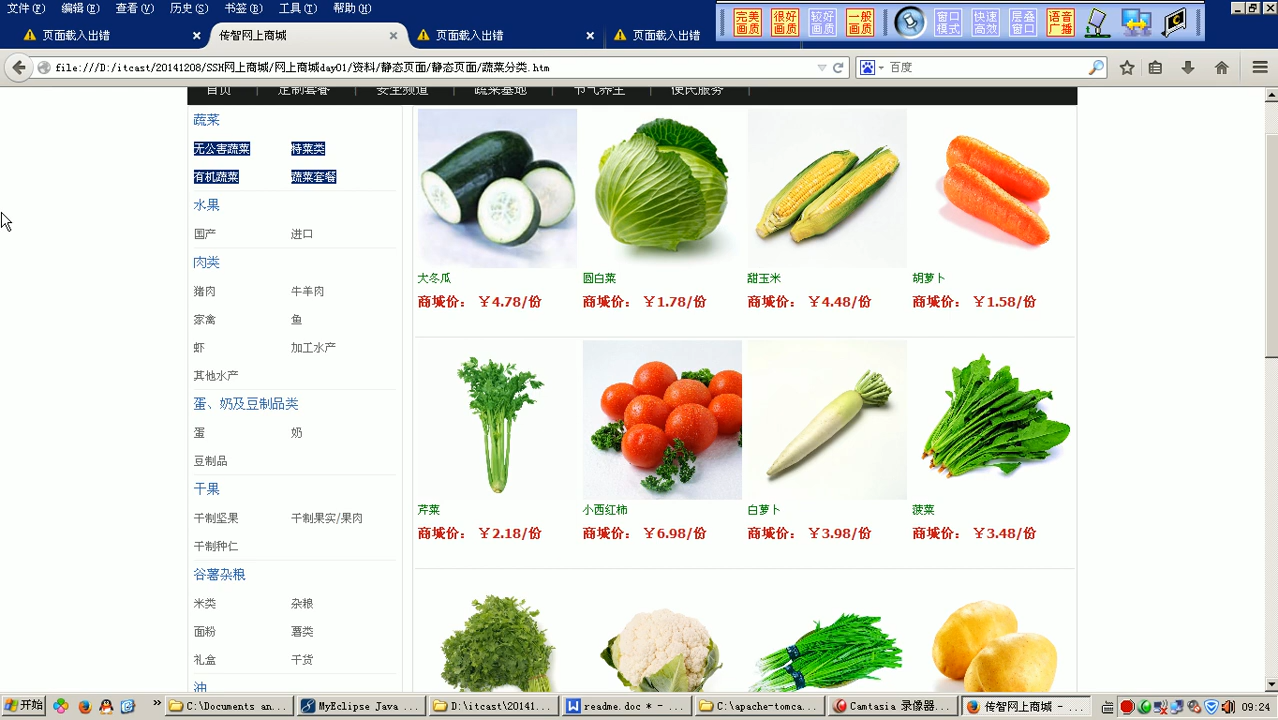 文件(F) 编辑(E) 查看(V) 历史(S) 书签(B) 工具(T) 帮助(H)
完美画质 很好画质 较好画质 一般画质 窗口模式 快速高效 层叠窗口 语音广播
页面载入出错 传智网上商城 页面载入出错 页面载入出错
file:///D:/itcast/20141208/SSH网上商城/网上商城day01/资料/静态页面/静态页面/蔬菜分类.htm
百度
首页 定制套餐 安全频道 蔬果基地 节气养生 便民服务
蔬菜
无公害蔬菜 特菜类
有机蔬菜 蔬菜套餐
水果
国产 进口
肉类
猪肉 牛羊肉
家禽 鱼
虾 加工水产
其他水产
蛋、奶及豆制品类
蛋 奶
豆制品
干果
干制坚果 干制果实/果肉
干制种仁
谷薯杂粮
米类 杂粮
面粉 薯类
礼盒 干货
油
大冬瓜 圆白菜 甜玉米 胡萝卜
商城价： ￥4.78/份 商城价： ￥1.78/份 商城价： ￥4.48/份 商城价： ￥1.58/份
芹菜 小西红柿 白萝卜 菠菜
商城价： ￥2.18/份 商城价： ￥6.98/份 商城价： ￥3.98/份 商城价： ￥3.48/份
开始 C:\Documents an... MyEclipse Java ... D:\itcast\20141... readme.doc * - ... C:\apache-tomca... Camtasia 录像器... 传智网上商城 - ... 09:24